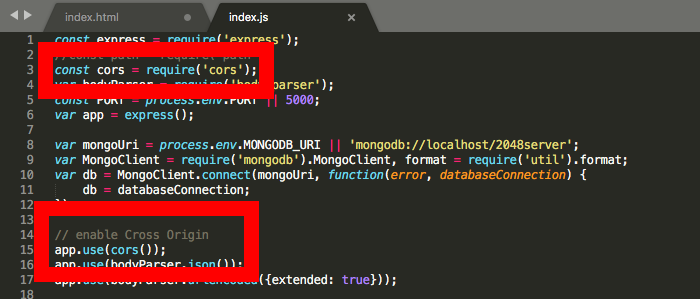 index.html
index.js
1 const express = require('express');
2 //const path = require('path')
3 const cors = require('cors');
4 var bodyParser = require('body-parser');
5 const PORT = process.env.PORT || 5000;
6 var app = express();
7
8 var mongoUri = process.env.MONGODB_URI || 'mongodb://localhost/2048server';
9 var MongoClient = require('mongodb').MongoClient, format = require('util').format;
10 var db = MongoClient.connect(mongoUri, function(error, databaseConnection) {
11 db = databaseConnection;
12 });
13
14 // enable Cross Origin
15 app.use(cors());
16 app.use(bodyParser.json());
17 app.use(bodyParser.urlencoded({extended: true}));
18